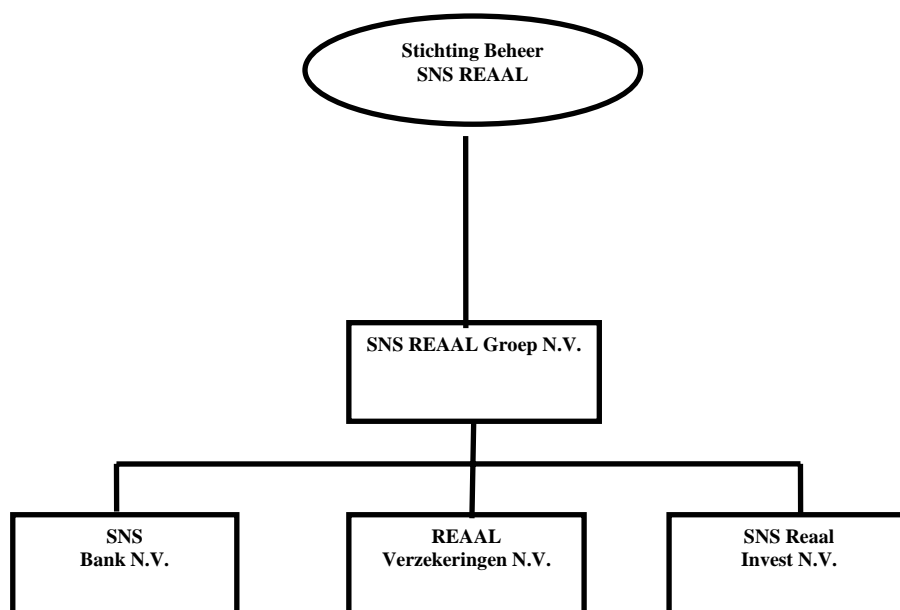 Stichting Beheer
SNS REAAL
SNS REAAL Groep N.V.
SNS
Bank N.V.
REAAL
Verzekeringen N.V.
SNS Reaal
Invest N.V.